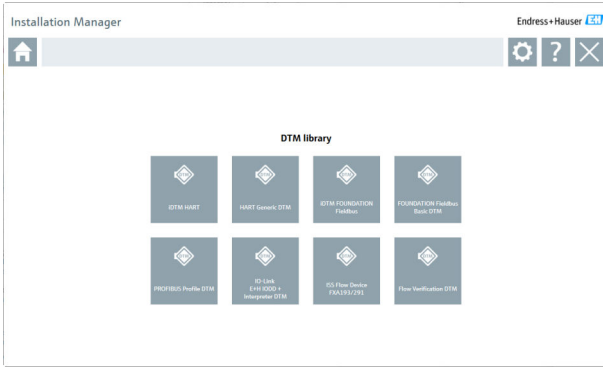 Installation Manager
Endress+Hauser EH
?
DTM library
iDTM HART
HART Generic DTM
iDTM FOUNDATION
Fieldbus
FOUNDATION Fieldbus
Basic DTM
PROFIBUS Profile DTM
IO-Link
E+H IODD +
Interpreter DTM
ISS Flow Device
FXA193/291
Flow Verification DTM